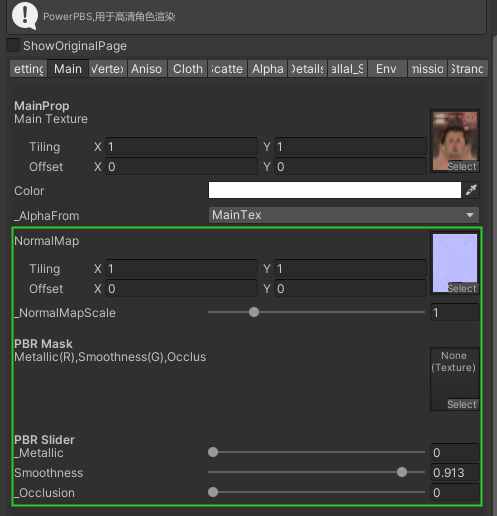 PowerPBS,用于高清角色渲染
ShowOriginalPage
etting Main Vertex Aniso Cloth Scatte Alpha Details allal_S Env missio Stranc
MainProp
Main Texture
Tiling X 1 Y 1
Offset X 0 Y 0
Select
Color
_AlphaFrom MainTex
NormalMap
Tiling X 1 Y 1
Offset X 0 Y 0
Select
_NormalMapScale 1
PBR Mask
Metallic(R),Smoothness(G),Occlus
None
(Texture)
Select
PBR Slider
_Metallic 0
Smoothness 0.913
_Occlusion 0